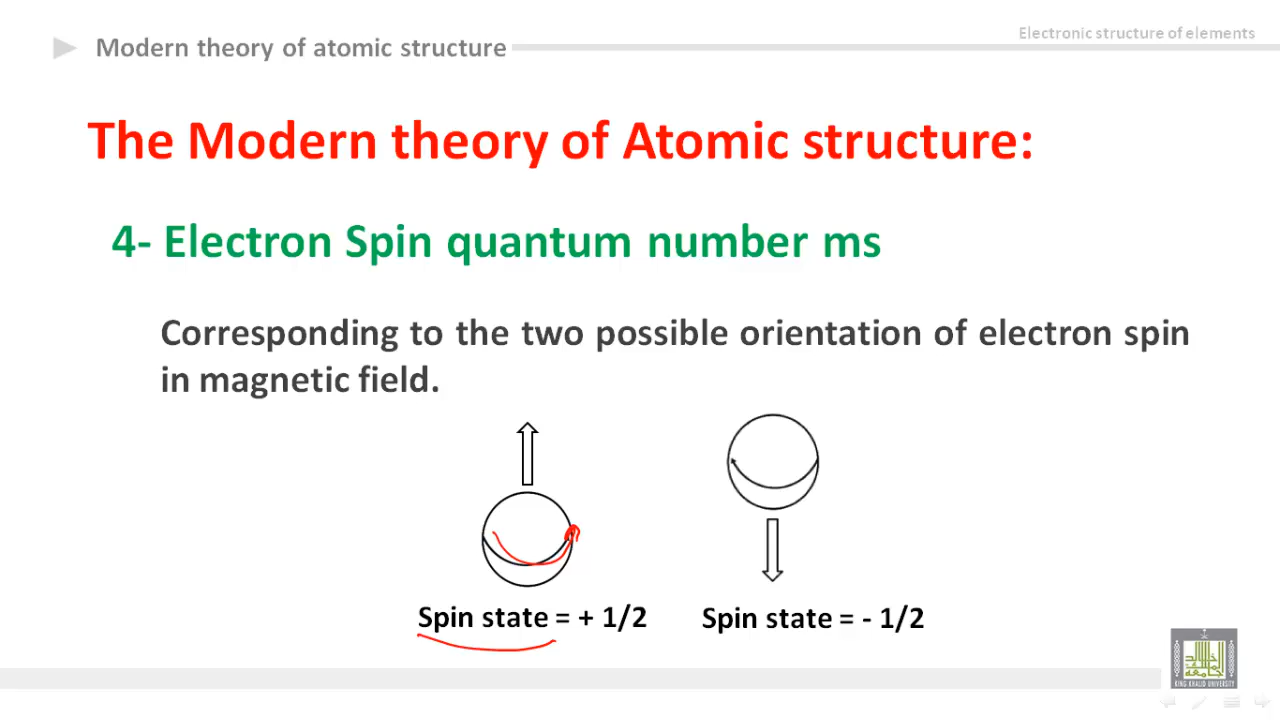 Modern theory of atomic structure
Electronic structure of elements
The Modern theory of Atomic structure:
4- Electron Spin quantum number ms
Corresponding to the two possible orientation of electron spin
in magnetic field.
Spin state = + 1/2
Spin state = - 1/2
KING KHALID UNIVERSITY